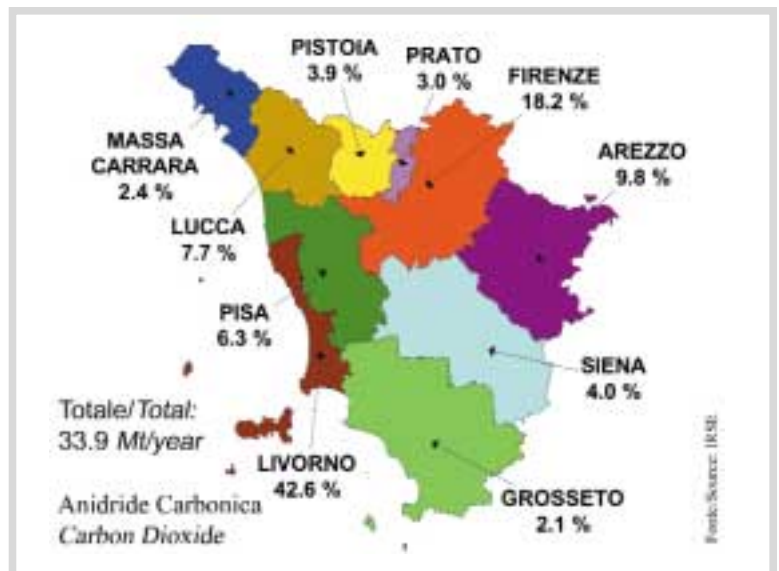 PISTOIA
3.9 %
PRATO
3.0 %
FIRENZE
18.2 %
MASSA
CARRARA
2.4 %
AREZZO
9.8 %
LUCCA
7.7 %
PISA
6.3 %
SIENA
4.0 %
Totale/Total:
33.9 Mt/year
LIVORNO
42.6 %
GROSSETO
2.1 %
Anidride Carbonica
Carbon Dioxide
Fonte/Source: IRSE